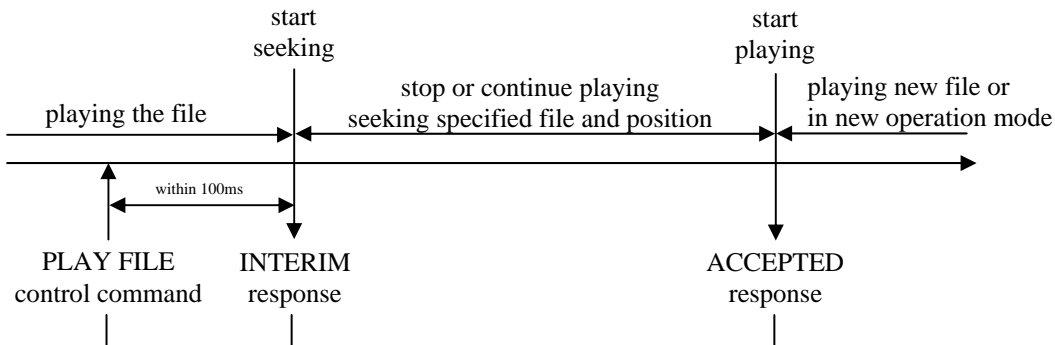 start
seeking
start
playing
playing the file
stop or continue playing
seeking specified file and position
playing new file or
in new operation mode
within 100ms
PLAY FILE
control command
INTERIM
response
ACCEPTED
response